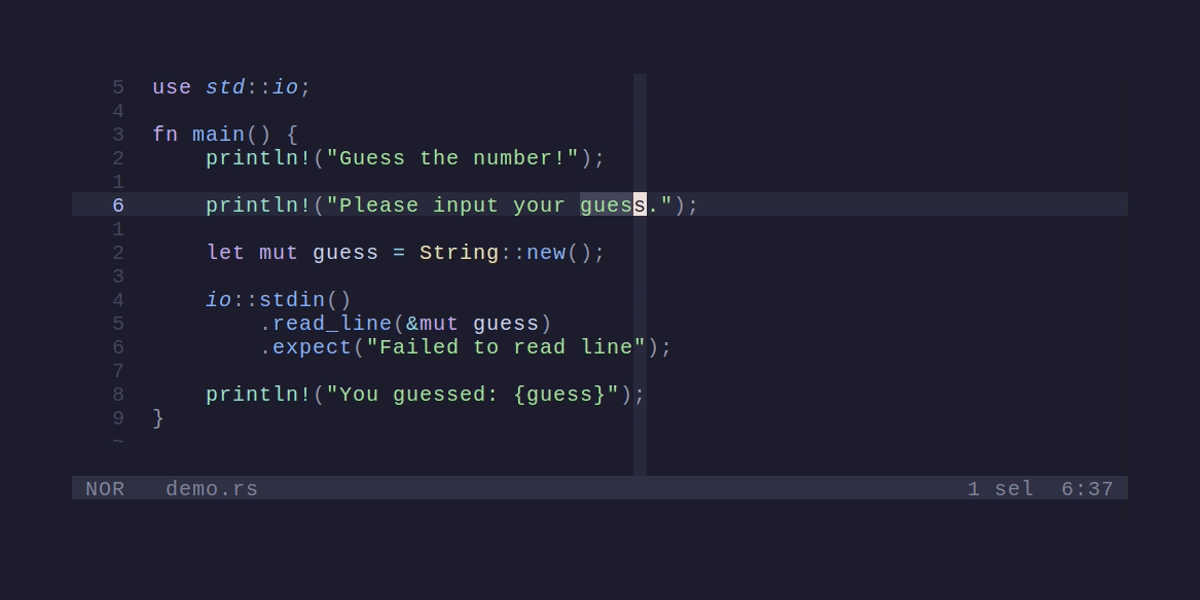 5  use std::io;
4
3  fn main() {
2      println!("Guess the number!");
1
6      println!("Please input your guess.");
1
2      let mut guess = String::new();
3
4      io::stdin()
5          .read_line(&mut guess)
6          .expect("Failed to read line");
7
8      println!("You guessed: {guess}");
9  }
~
NOR   demo.rs   1 sel  6:37